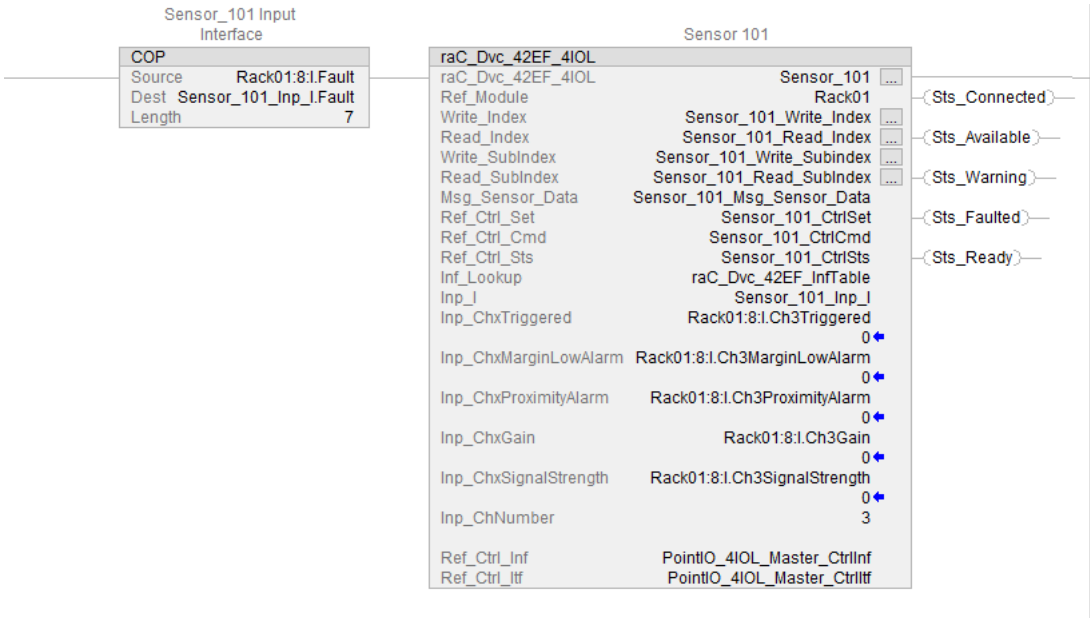 Sensor_101 Input
Interface
COP
Source Rack01:8:I.Fault
Dest Sensor_101_Inp_I.Fault
Length 7
Sensor 101
raC_Dvc_42EF_4IOL
raC_Dvc_42EF_4IOL Sensor_101 ...
Ref_Module Rack01 Sts_Connected
Write_Index Sensor_101_Write_Index ...
Read_Index Sensor_101_Read_Index ... Sts_Available
Write_SubIndex Sensor_101_Write_Subindex ...
Read_SubIndex Sensor_101_Read_SubIndex ... Sts_Warning
Msg_Sensor_Data Sensor_101_Msg_Sensor_Data
Ref_Ctrl_Set Sensor_101_CtrlSet Sts_Faulted
Ref_Ctrl_Cmd Sensor_101_CtrlCmd
Ref_Ctrl_Sts Sensor_101_CtrlSts Sts_Ready
Inf_Lookup raC_Dvc_42EF_InfTable
Inp_I Sensor_101_Inp_I
Inp_ChxTriggered Rack01:8:I.Ch3Triggered
0
Inp_ChxMarginLowAlarm Rack01:8:I.Ch3MarginLowAlarm
0
Inp_ChxProximityAlarm Rack01:8:I.Ch3ProximityAlarm
0
Inp_ChxGain Rack01:8:I.Ch3Gain
0
Inp_ChxSignalStrength Rack01:8:I.Ch3SignalStrength
0
Inp_ChNumber 3
Ref_Ctrl_Inf PointIO_4IOL_Master_CtrlInf
Ref_Ctrl_Itf PointIO_4IOL_Master_CtrlItf